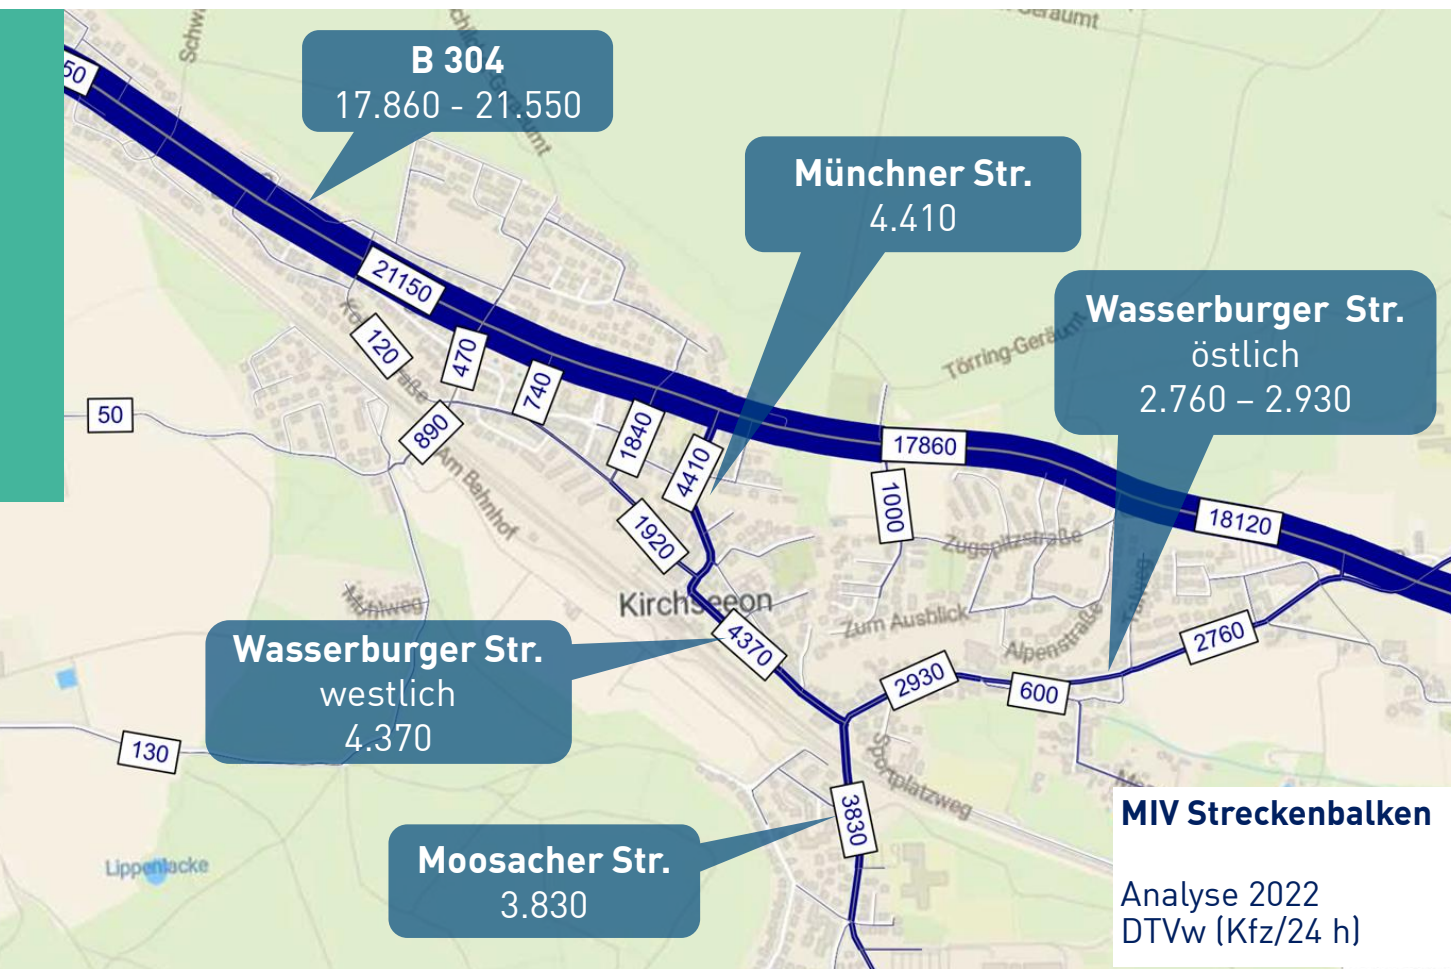 Schw
Geräumt
B 304
17.860 - 21.550
50
Münchner Str.
4.410
Wasserburger Str.
östlich
2.760 – 2.930
21150
Törring-Geräumt
120
470
740
50
890
1840
4410
17860
Am Bahnhof
1000
18120
1920
Zugspitzstraße
Kirchseeon
Zum Ausblick
Alpenstraße
2760
4370
Wasserburger Str.
westlich
4.370
2930
600
130
Sportplatzweg
3830
MIV Streckenbalken
Lippenlacke
Moosacher Str.
3.830
Analyse 2022
DTVw (Kfz/24 h)